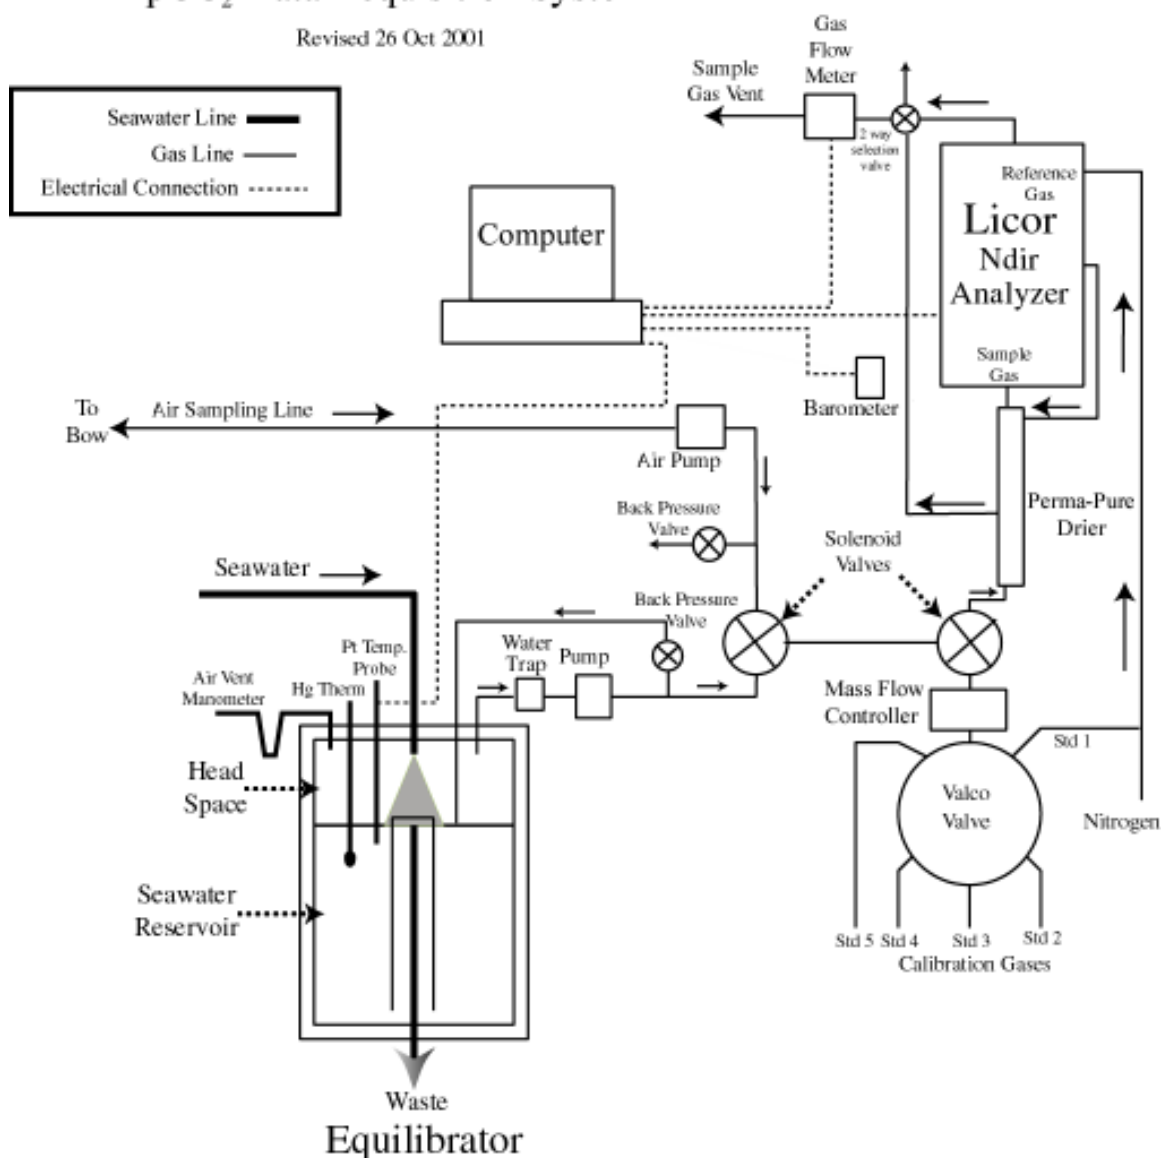 Revised 26 Oct 2001
Seawater Line
Gas Line
Electrical Connection
Sample
Gas Vent
Gas
Flow
Meter
2 way
selection
valve
Reference
Gas
Licor
Ndir
Analyzer
Sample
Gas
Computer
Barometer
To
Bow
Air Sampling Line
Air Pump
Back Pressure
Valve
Solenoid
Valves
Perma-Pure
Drier
Seawater
Back Pressure
Valve
Water
Trap
Pump
Pt Temp.
Probe
Air Vent
Manometer
Hg Therm
Mass Flow
Controller
Std 1
Head
Space
Valco
Valve
Nitrogen
Seawater
Reservoir
Std 5
Std 4
Std 3
Std 2
Calibration Gases
Waste
Equilibrator